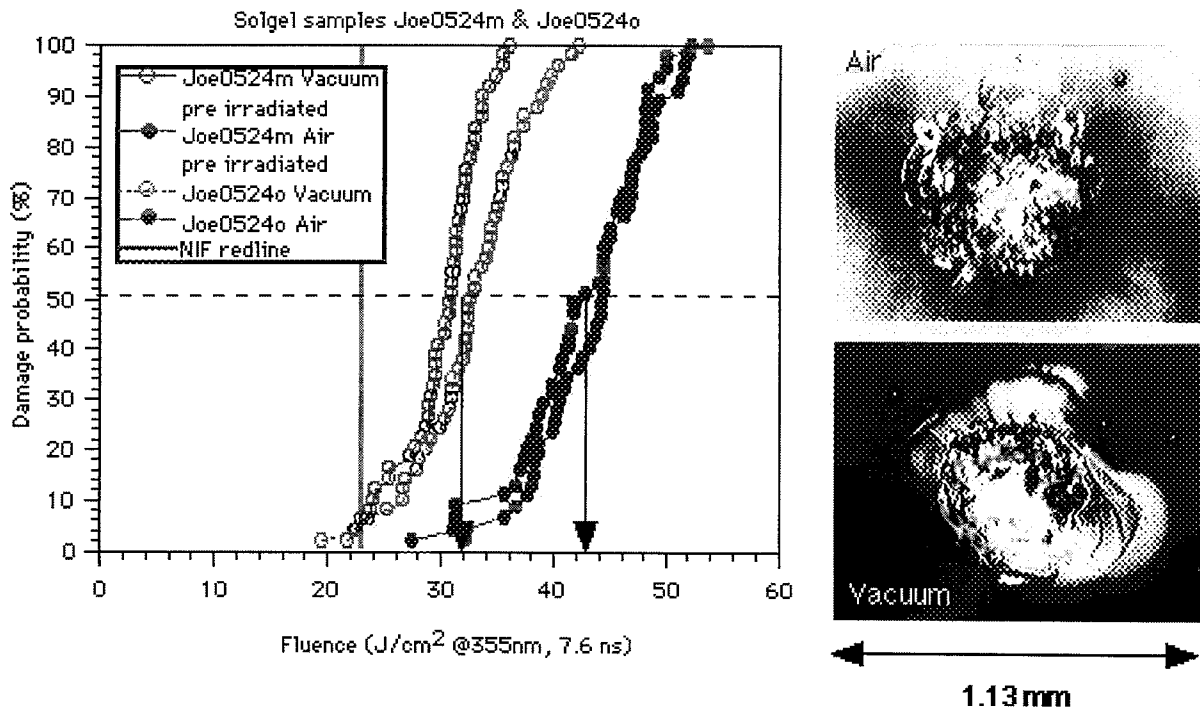 Solgel samples Joe0524m & Joe0524o
100
90
80
70
60
50
40
30
20
10
0
Damage probability (%)
Joe0524m Vacuum
pre irradiated
Joe0524m Air
pre irradiated
Joe0524o Vacuum
Joe0524o Air
NIF redline
0
10
20
30
40
50
60
Fluence (J/cm2 @355nm, 7.6 ns)
Air
Vacuum
1.13 mm